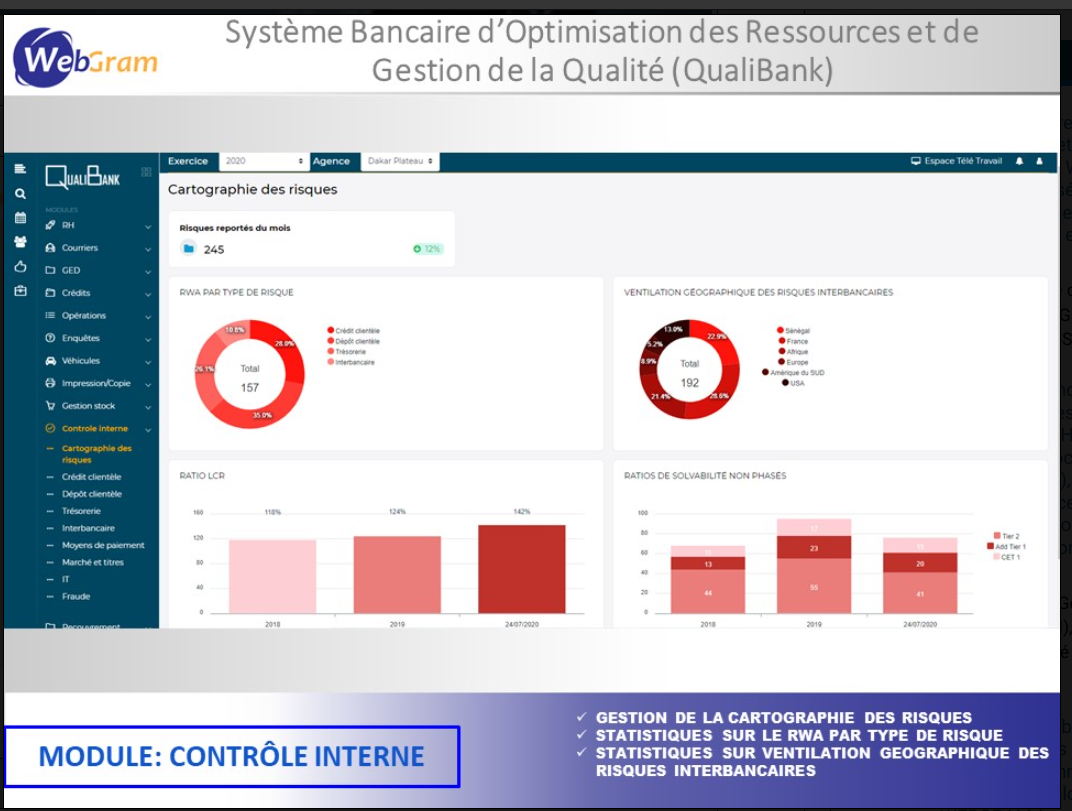 WebGram
Système Bancaire d'Optimisation des Ressources et de
Gestion de la Qualité (QualiBank)
QUALIBANK
Exercice 2020 Agence Dakar Plateau
Espace Télé Travail
MODULES
RH
Courriers
GED
Crédits
Opérations
Enquêtes
Véhicules
Impression/Copie
Gestion stock
Controle interne
Cartographie des
risques
Crédit clientèle
Dépôt clientèle
Trésorerie
Interbancaire
Moyens de paiement
Marché et titres
IT
Fraude
Recouvrement
Cartographie des risques
Risques reportés du mois
245
12%
RWA PAR TYPE DE RISQUE
10.8%
28.0%
26.1%
35.0%
Total
157
Crédit clientèle
Dépôt clientèle
Trésorerie
Interbancaire
VENTILATION GÉOGRAPHIQUE DES RISQUES INTERBANCAIRES
13.0%
22.9%
5.2%
8.9%
21.4%
28.6%
Total
192
Sénégal
France
Afrique
Europe
Amérique du SUD
USA
RATIO LCR
160
120
80
40
0
118%
124%
142%
2018
2019
24/07/2020
RATIOS DE SOLVABILITÉ NON PHASÉS
100
80
60
40
20
0
11
13
44
17
23
55
15
20
41
2018
2019
24/07/2020
Tier 2
Add Tier 1
CET 1
MODULE: CONTRÔLE INTERNE
✓ GESTION DE LA CARTOGRAPHIE DES RISQUES
✓ STATISTIQUES SUR LE RWA PAR TYPE DE RISQUE
✓ STATISTIQUES SUR VENTILATION GEOGRAPHIQUE DES
RISQUES INTERBANCAIRES